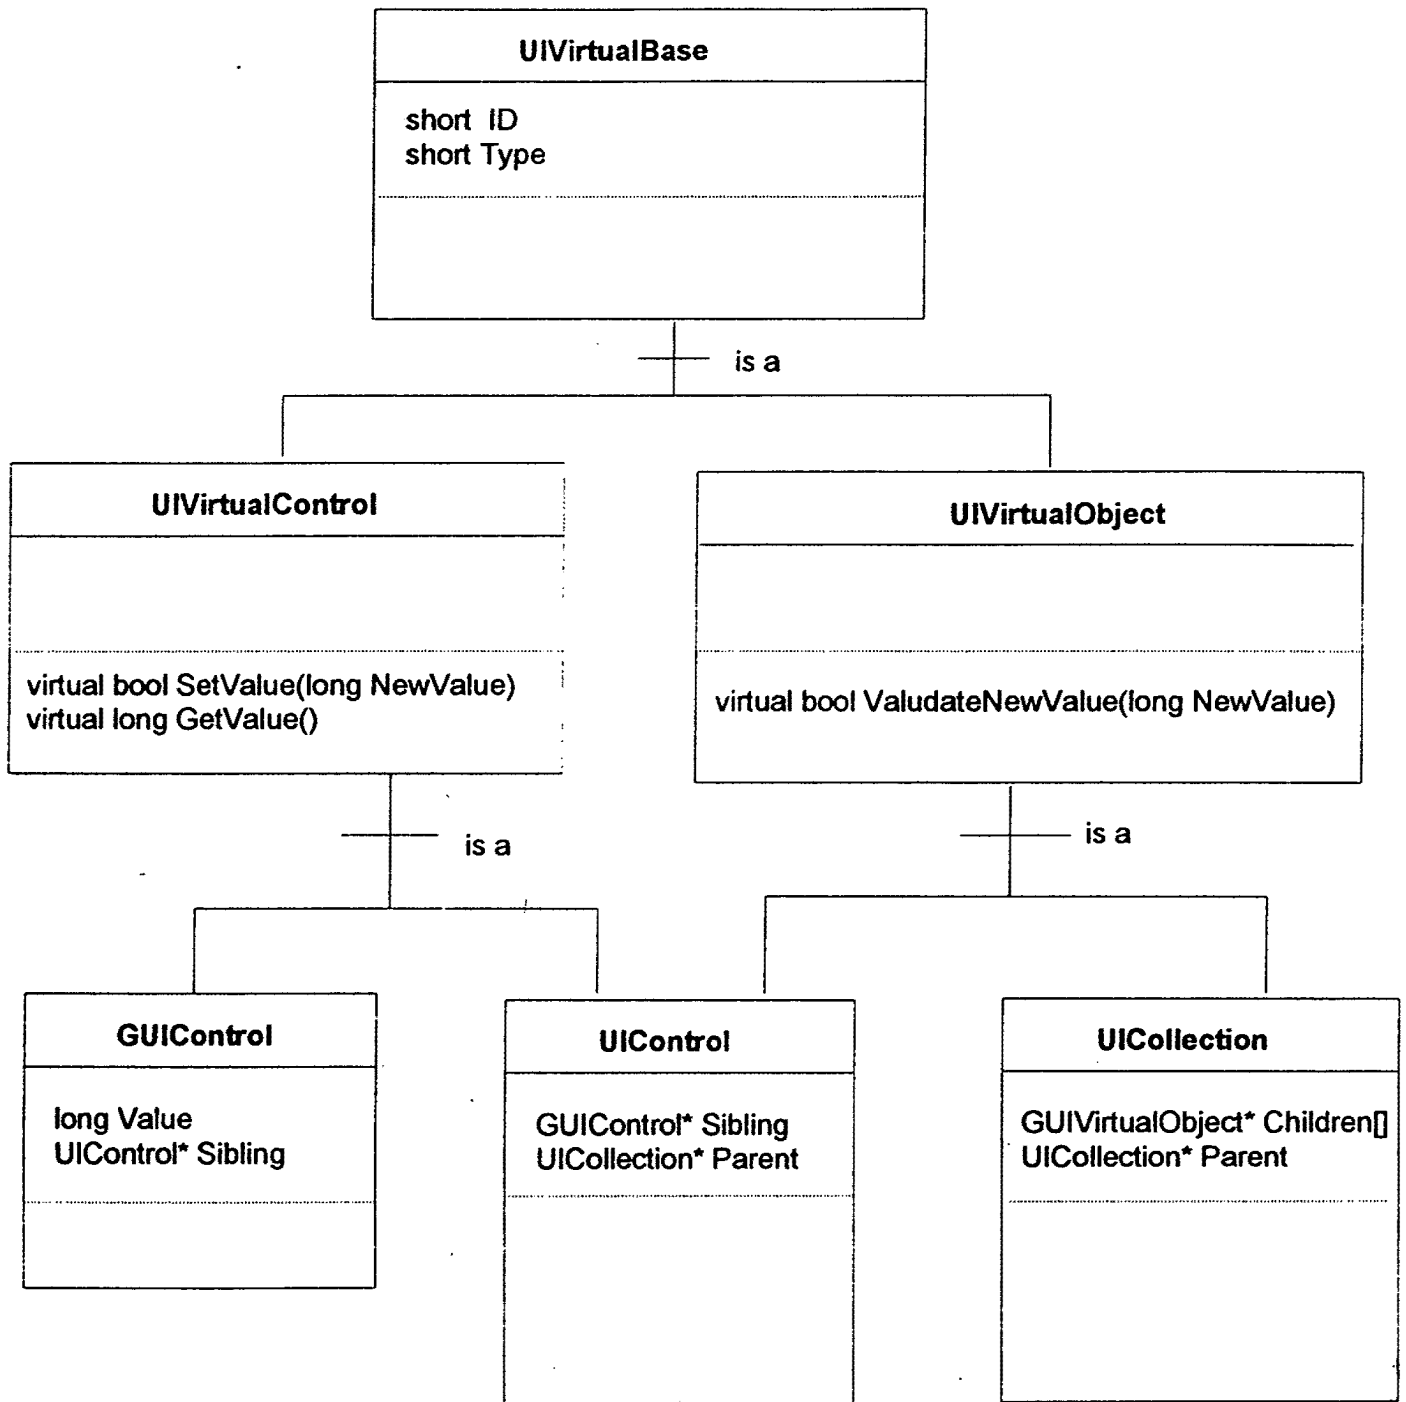 UIVirtualBase
short ID
short Type
is a
UIVirtualControl
virtual bool SetValue(long NewValue)
virtual long GetValue()
UIVirtualObject
virtual bool ValudateNewValue(long NewValue)
is a
is a
GUIControl
long Value
UIControl* Sibling
UIControl
GUIControl* Sibling
UICollection* Parent
UICollection
GUIVirtualObject* Children[]
UICollection* Parent